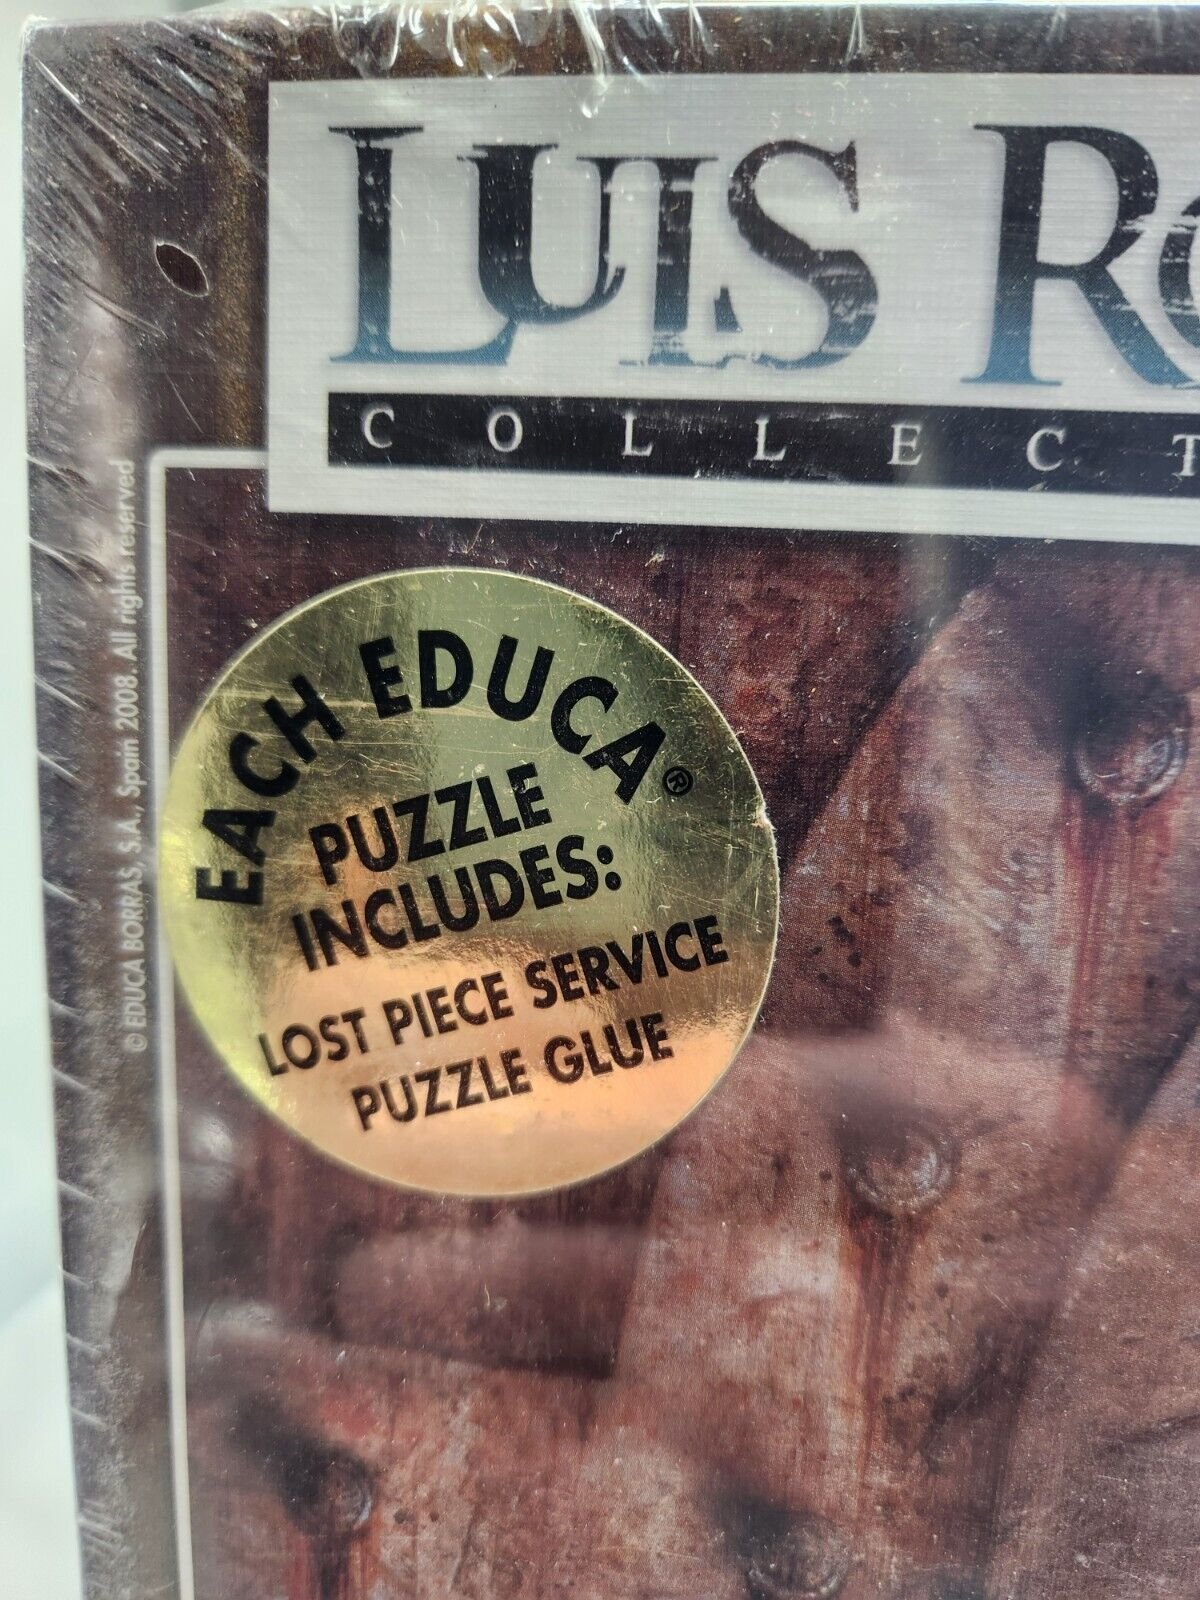 LUIS RO
COLLECT
© EDUCA BORRAS, S.A., Spain 2008. All rights reserved
EACH EDUCA®
PUZZLE
INCLUDES:
LOST PIECE SERVICE
PUZZLE GLUE